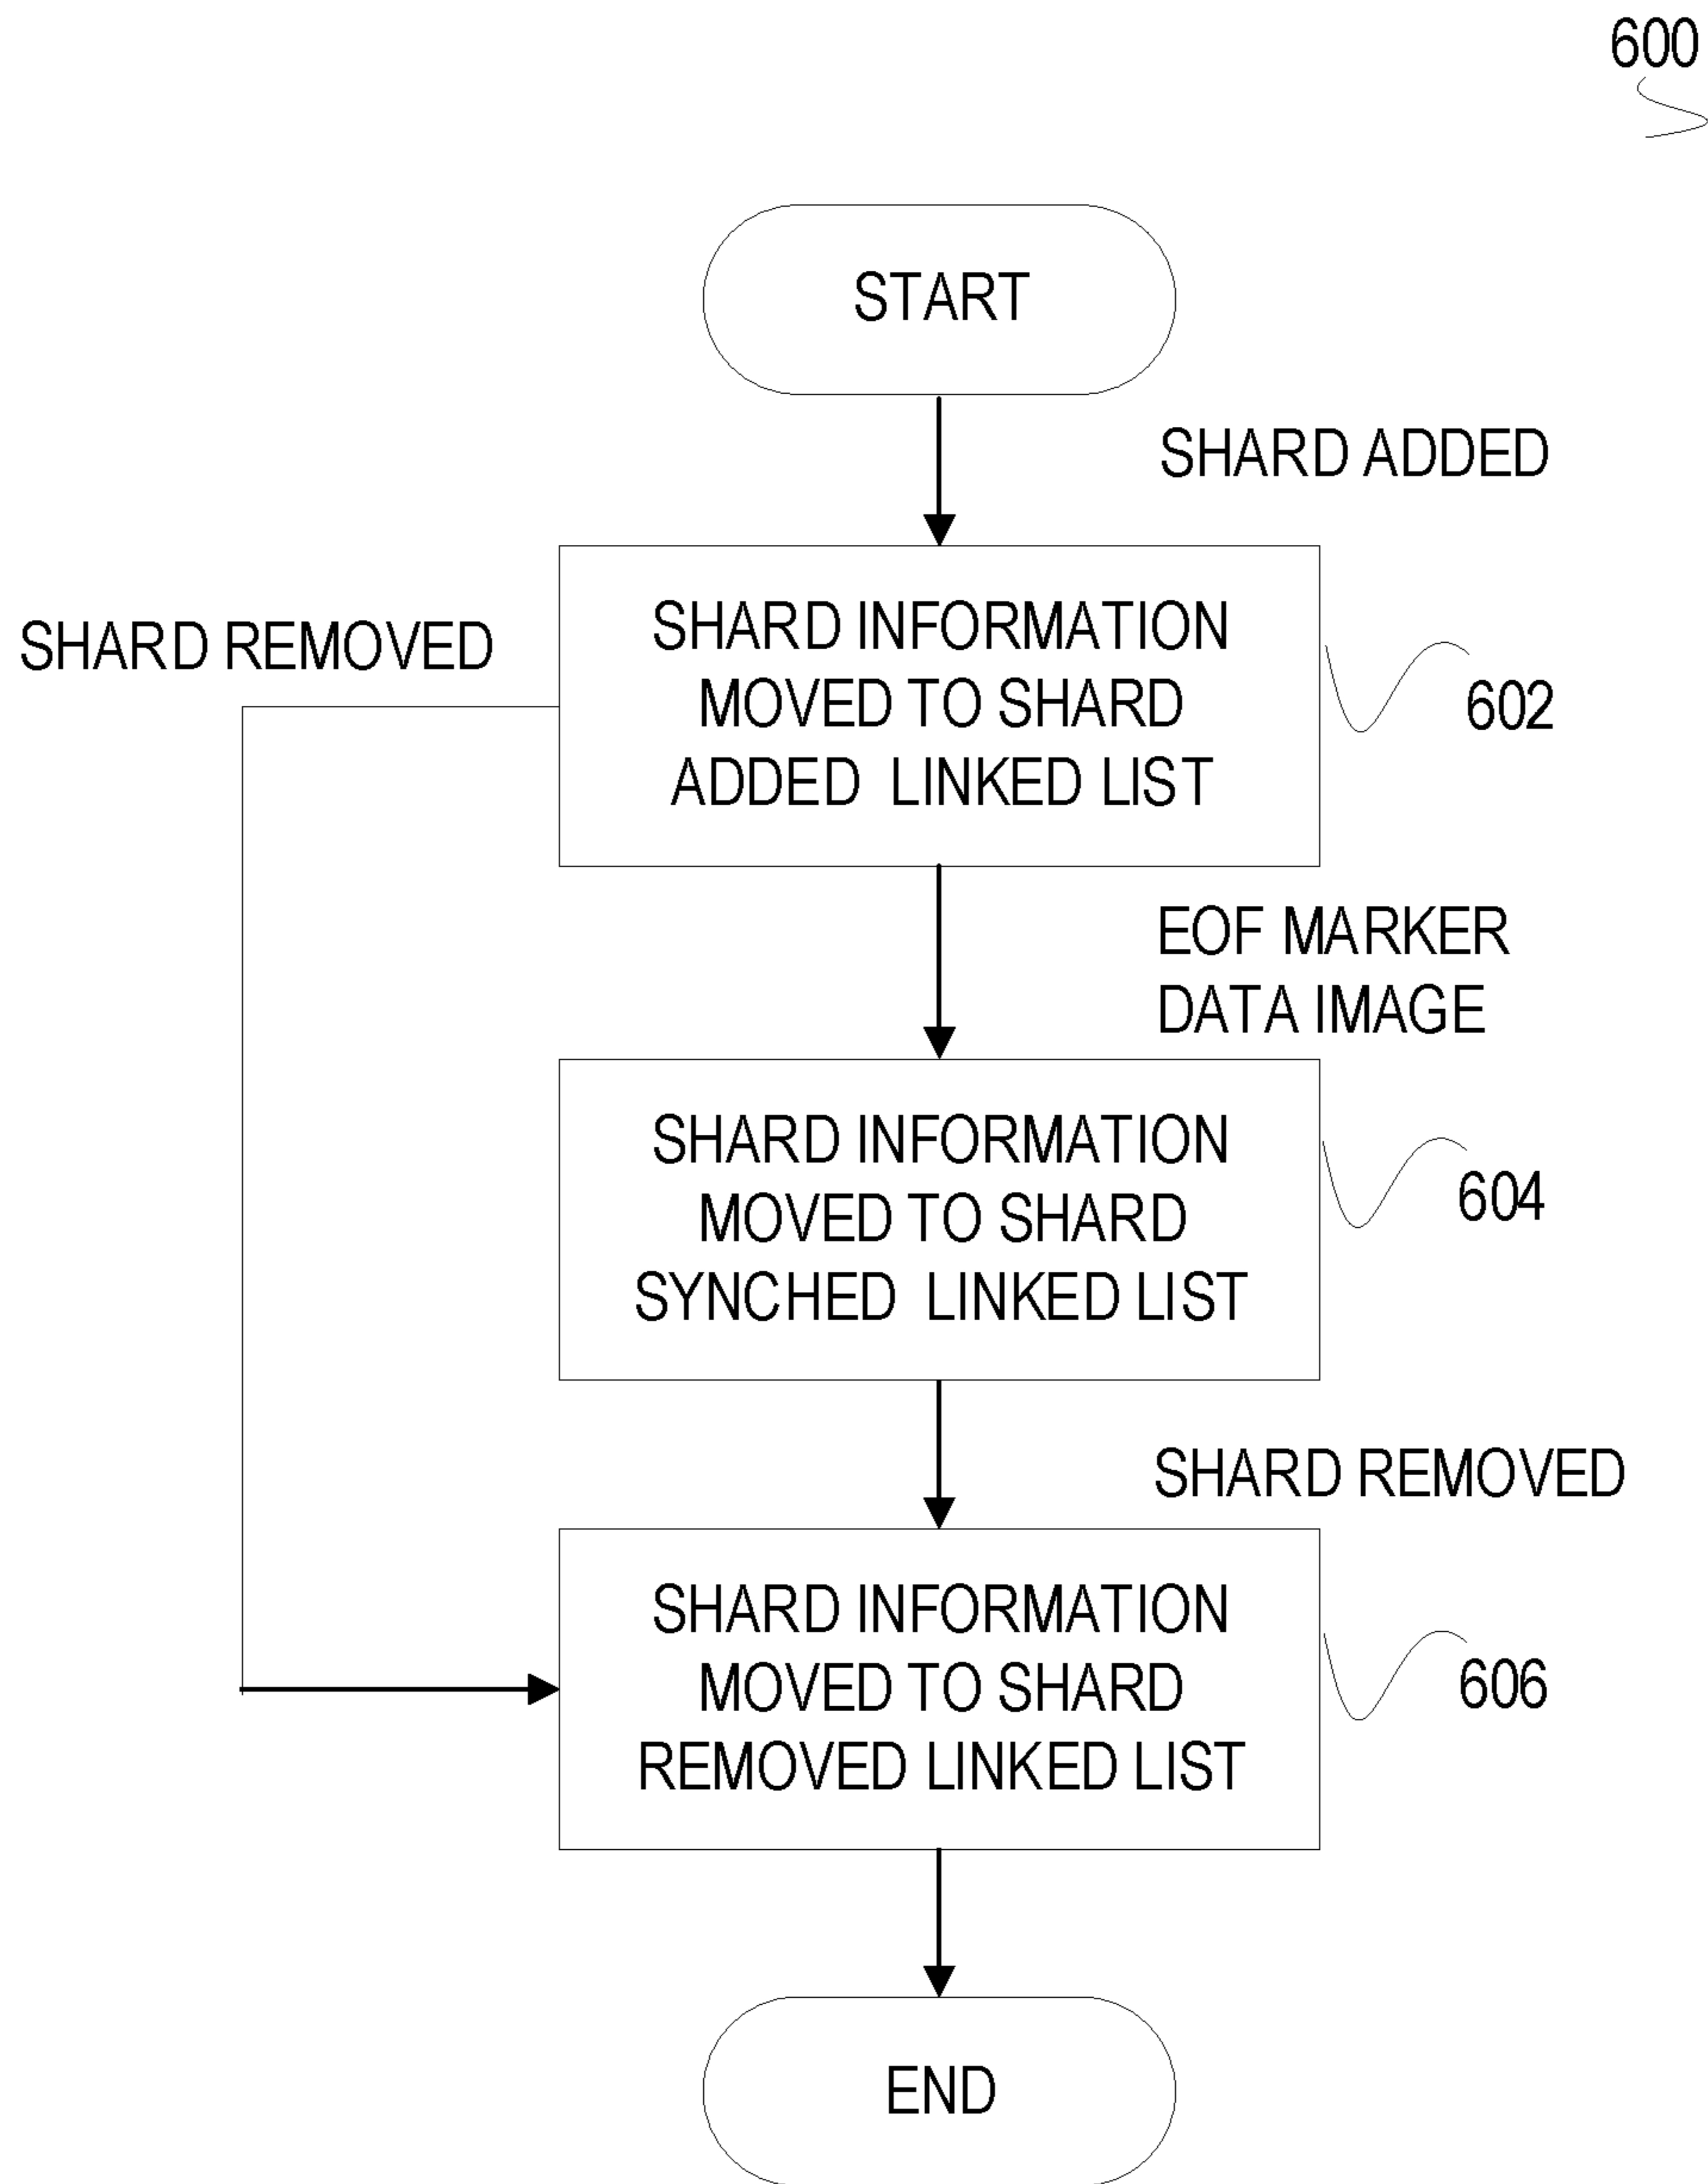 600
START
SHARD ADDED
SHARD REMOVED
SHARD INFORMATION
MOVED TO SHARD
ADDED LINKED LIST
602
EOF MARKER
DATA IMAGE
SHARD INFORMATION
MOVED TO SHARD
SYNCHED LINKED LIST
604
SHARD REMOVED
SHARD INFORMATION
MOVED TO SHARD
REMOVED LINKED LIST
606
END